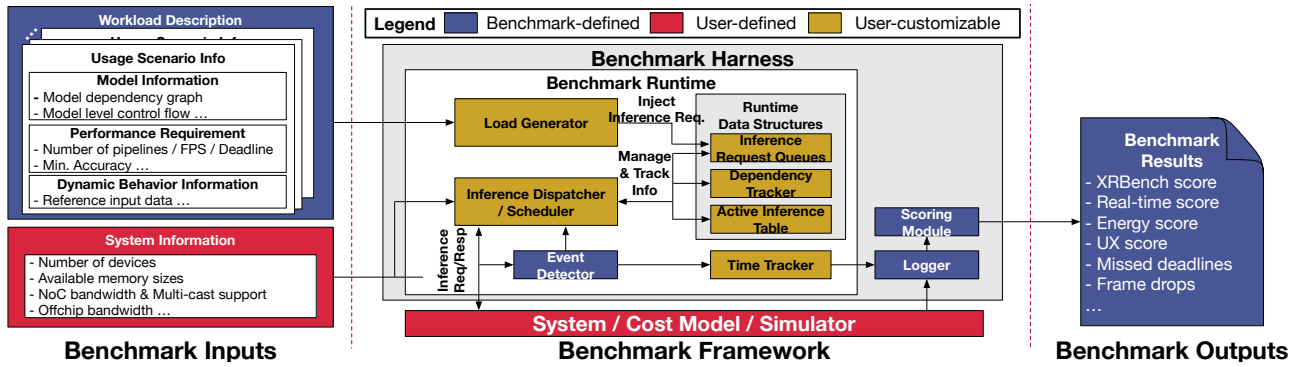 Workload Description
Usage Scenario Info
Model Information
- Model dependency graph
- Model level control flow ...
Performance Requirement
- Number of pipelines / FPS / Deadline
- Min. Accuracy ...
Dynamic Behavior Information
- Reference input data ...
System Information
- Number of devices
- Available memory sizes
- NoC bandwidth & Multi-cast support
- Offchip bandwidth ...
Benchmark Inputs
Legend
Benchmark-defined
User-defined
User-customizable
Benchmark Harness
Benchmark Runtime
Load Generator
Inject
Inference Req.
Runtime
Data Structures
Inference
Request Queues
Manage
& Track
Info
Dependency
Tracker
Inference Dispatcher
/ Scheduler
Active Inference
Table
Inference
Req/Resp
Event
Detector
Time Tracker
Scoring
Module
Logger
System / Cost Model / Simulator
Benchmark Framework
Benchmark
Results
- XRBench score
- Real-time score
- Energy score
- UX score
- Missed deadlines
- Frame drops
...
Benchmark Outputs